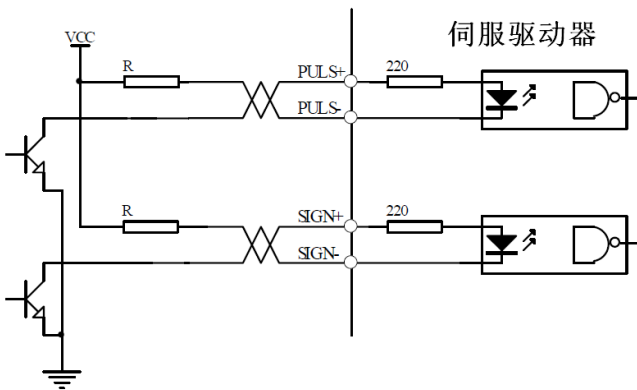 伺服驱动器
VCC
R
PULS+
220
PULS-
R
SIGN+
220
SIGN-